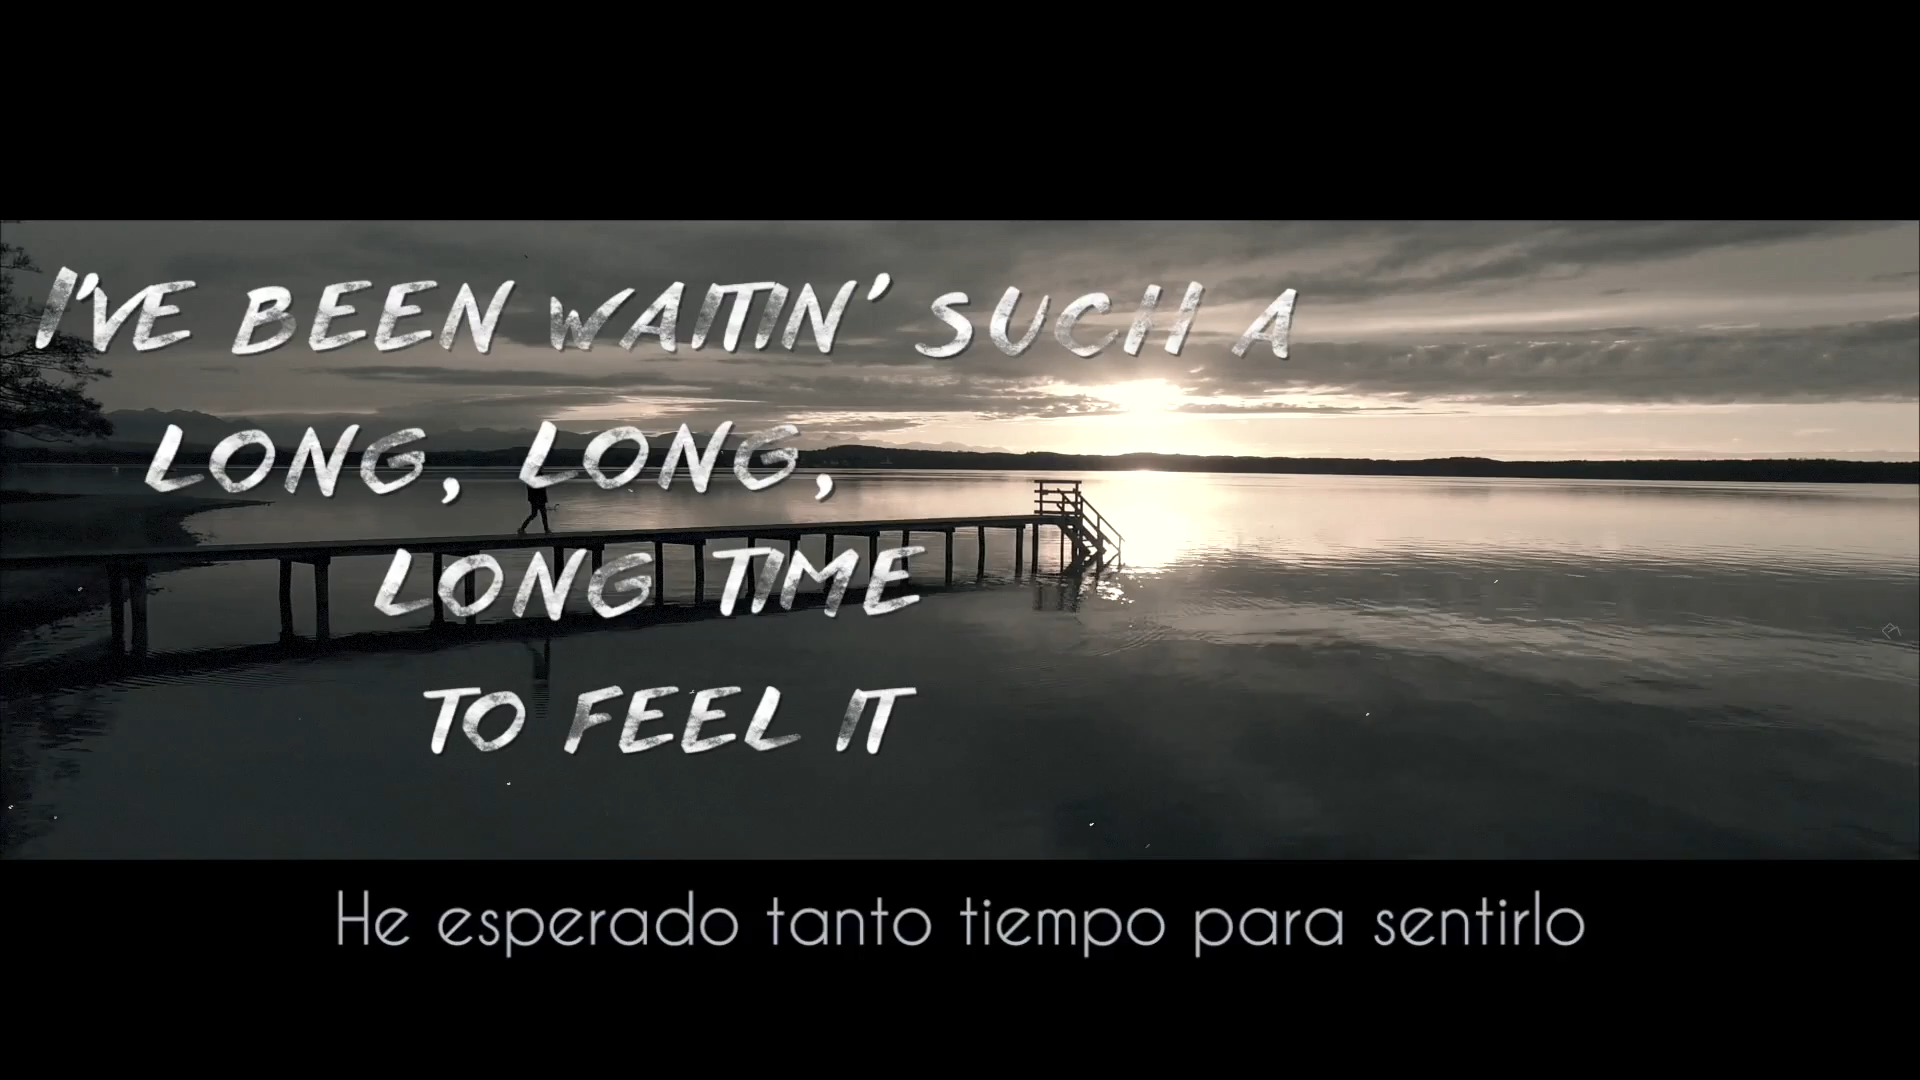 I'VE BEEN WAITIN' SUCH A
LONG, LONG,
LONG TIME
TO FEEL IT
He esperado tanto tiempo para sentirlo